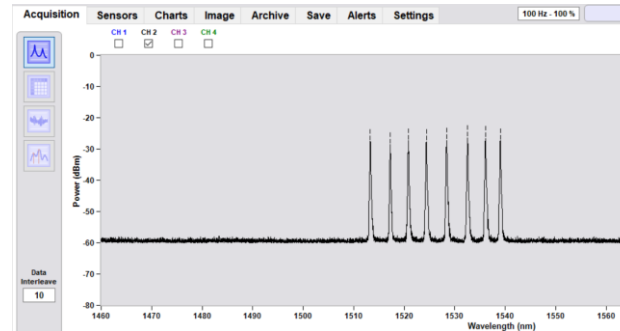 Acquisition Sensors Charts Image Archive Save Alerts Settings 100 Hz - 100 %
CH 1 CH 2 CH 3 CH 4
0
-10
-20
-30
-40
-50
-60
-70
-80
Power (dBm)
1460 1470 1480 1490 1500 1510 1520 1530 1540 1550 1560
Wavelength (nm)
Data
Interleave
10